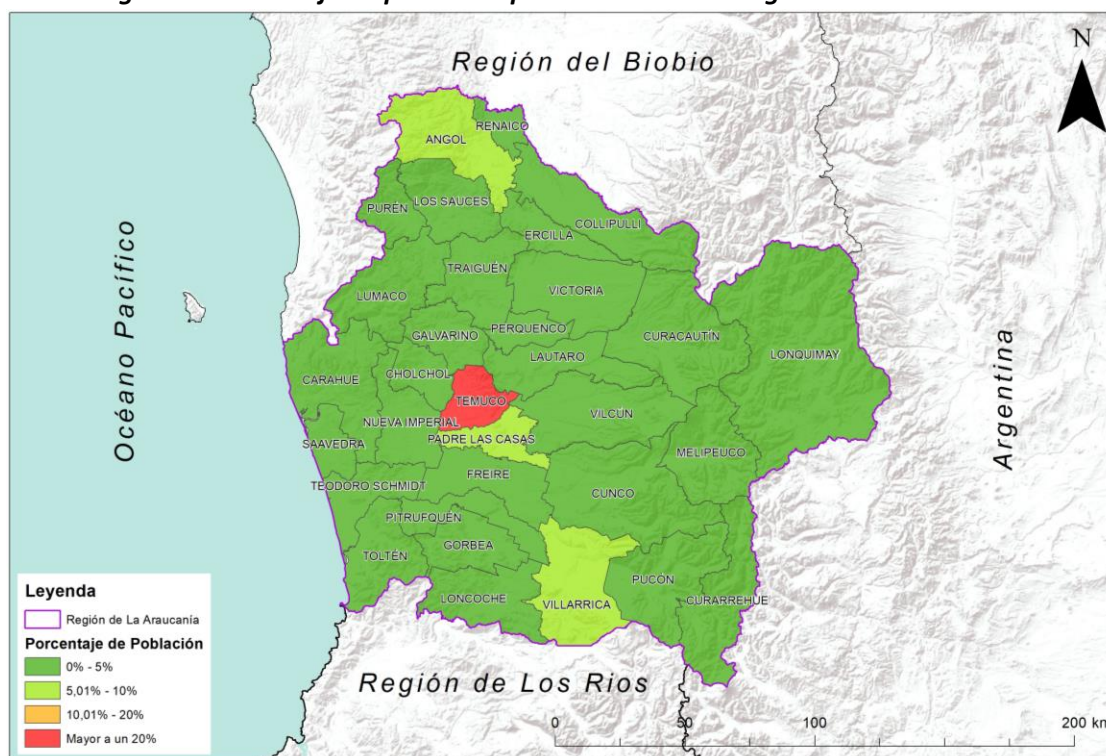 Región del Biobio
N
ANGOL
RENAICO
PURÉN
LOS SAUCES
COLLIPULLI
ERCILLA
TRAIGUÉN
VICTORIA
LUMACO
PERQUENCO
GALVARINO
CURACAUTÍN
LONQUIMAY
LAUTARO
CARAHUE
CHOLCHOL
TEMUCO
VILCÚN
NUEVA IMPERIAL
PADRE LAS CASAS
SAAVEDRA
MELIPEUCO
FREIRE
TEODORO SCHMIDT
CUNCO
PITRUFQUÉN
GORBEA
TOLTÉN
PUCÓN
LONCOCHE
VILLARRICA
CURARREHUE
Océano Pacífico
Argentina
Región de Los Rios
Leyenda
Región de La Araucanía
Porcentaje de Población
0% - 5%
5,01% - 10%
10,01% - 20%
Mayor a un 20%
0 50 100 200 km